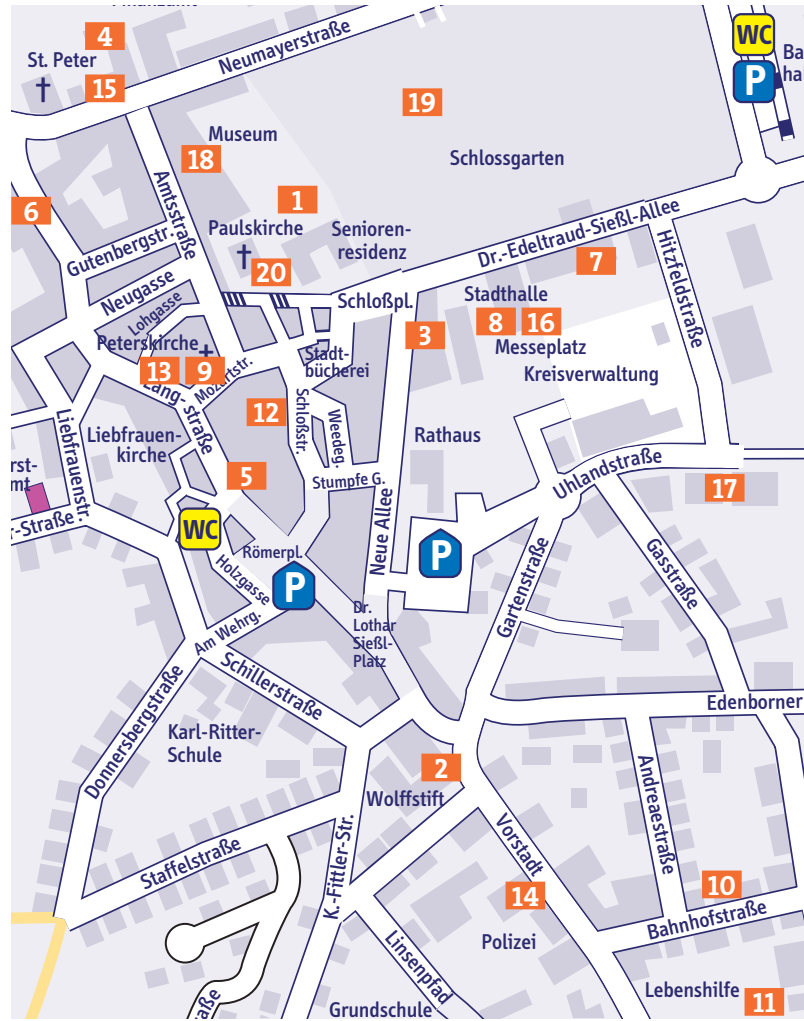 4
St. Peter
15
Neumayerstraße
WC
P
19
Museum
18
Schlossgarten
1
6
Amtsstraße
Paulskirche
Senioren-
residenz
20
Gutenbergstr.
Dr.-Edeltraud-Sießl-Allee
7
Hitzfeldstraße
Neugasse
Lohgasse
Schloßpl.
Stadthalle
8
16
3
Messeplatz
Peterskirche
13
9
Mozartstr.
Stadt-
bücherei
Kreisverwaltung
Lang-
straße
12
Schloßstr.
Weedeg.
Liebfrauenstr.
Liebfrauen-
kirche
Rathaus
5
Stumpfe G.
Uhlandstraße
17
r-Straße
WC
Römerpl.
Neue Allee
P
P
Holzgasse
Gasstraße
Gartenstraße
Am Wehrg.
Dr.
Lothar
Sießl-
Platz
Schillerstraße
Donnersbergstraße
Edenborner
Karl-Ritter-
Schule
2
Wolffstift
Andreaestraße
Vorstadt
Staffelstraße
K.-Fittler-Str.
10
14
Bahnhofstraße
Polizei
Linsenpfad
Lebenshilfe
11
Grundschule